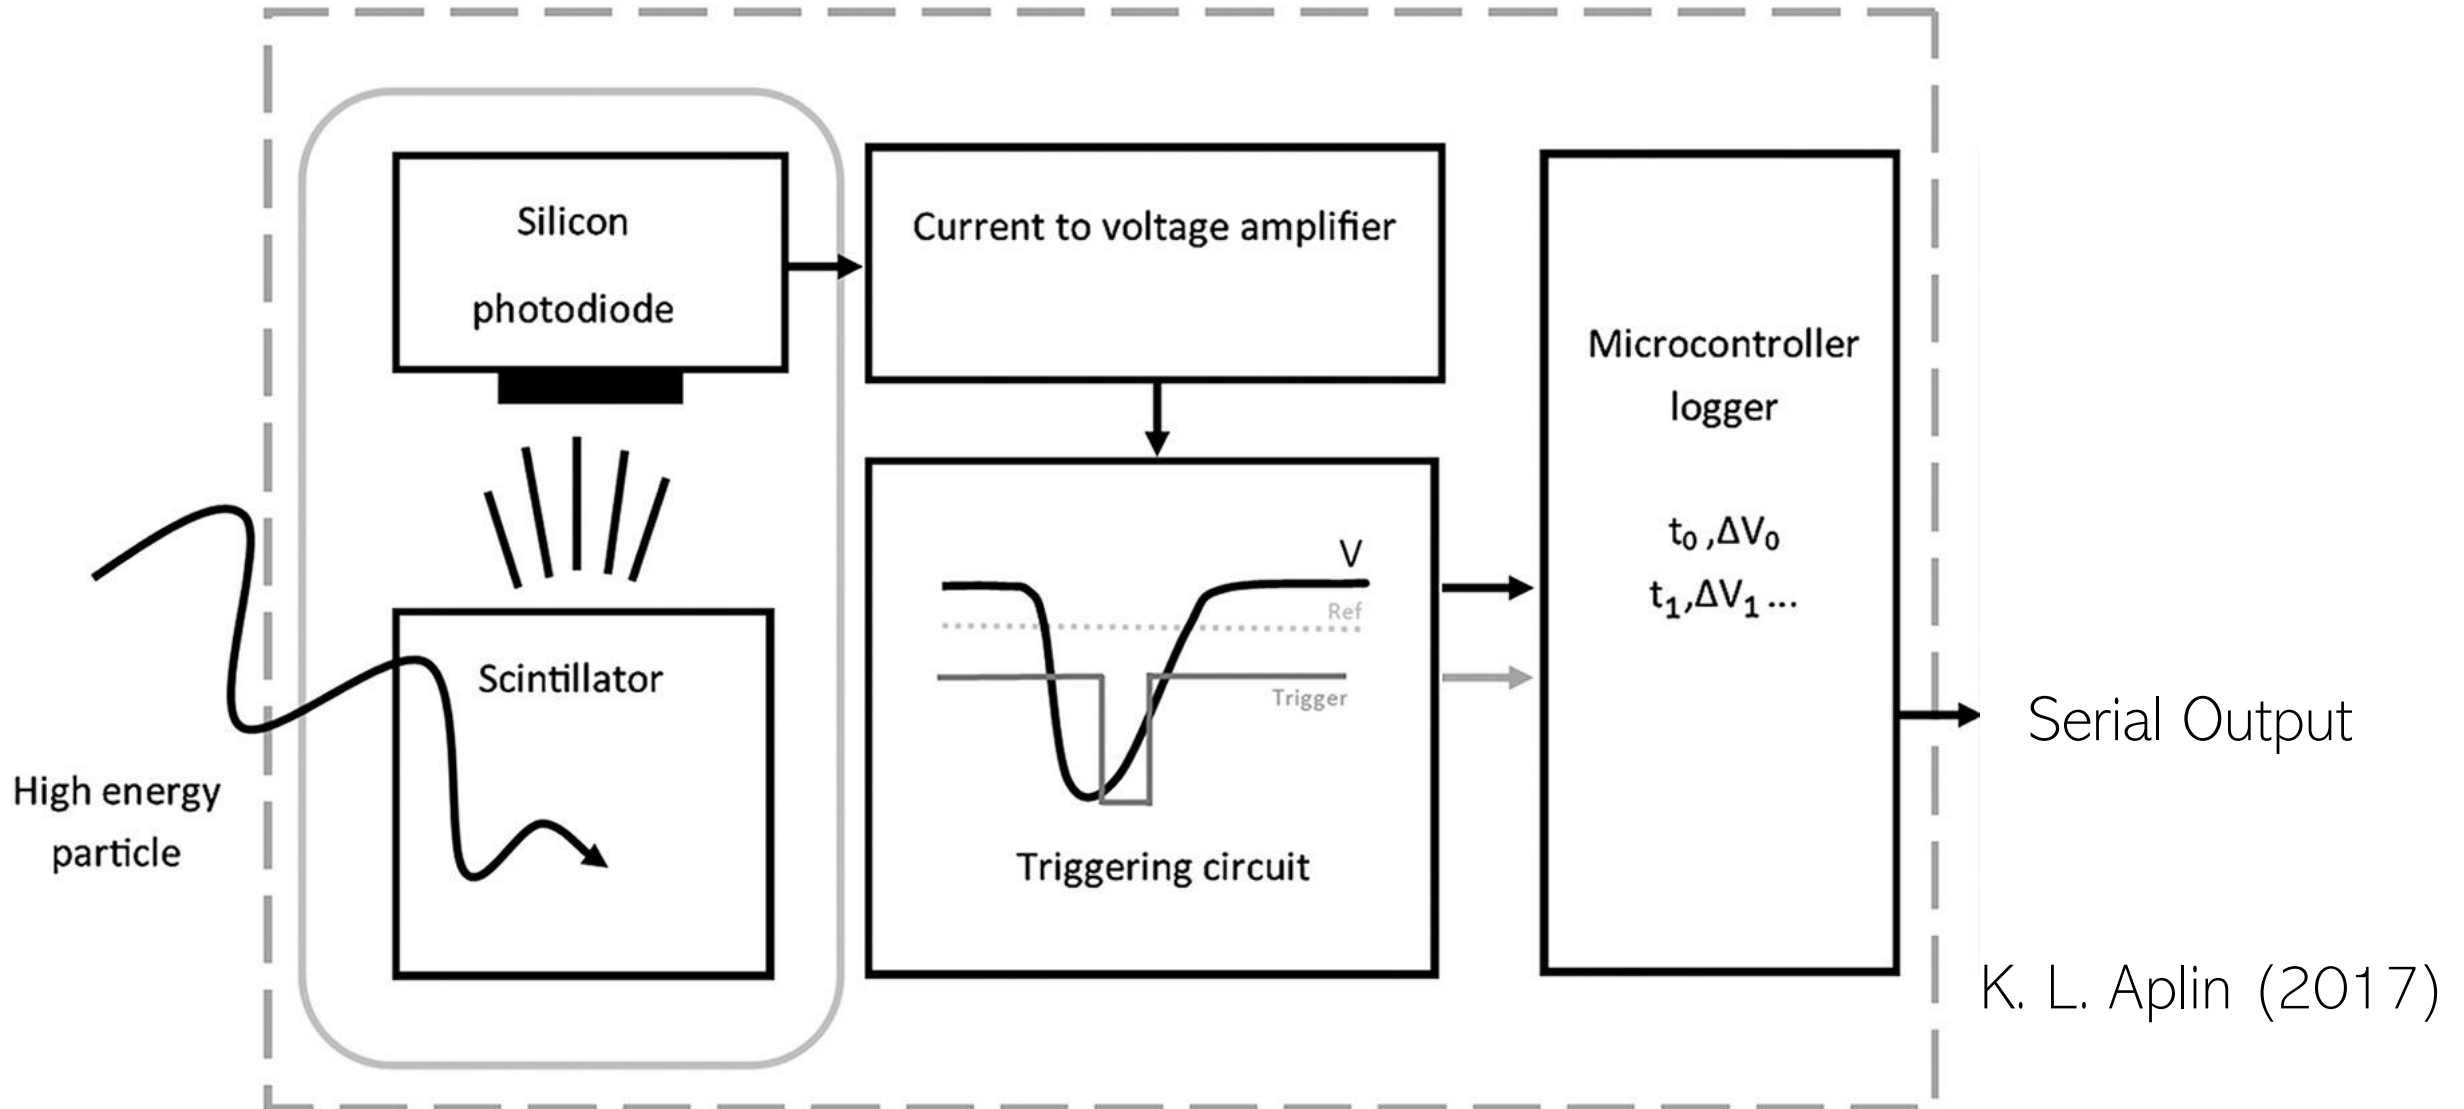 Silicon
photodiode
Current to voltage amplifier
Microcontroller
logger
t₀ ,ΔV₀
t₁,ΔV₁ ...
V
Ref
Trigger
Triggering circuit
Scintillator
High energy
particle
Serial Output
K. L. Aplin (2017)